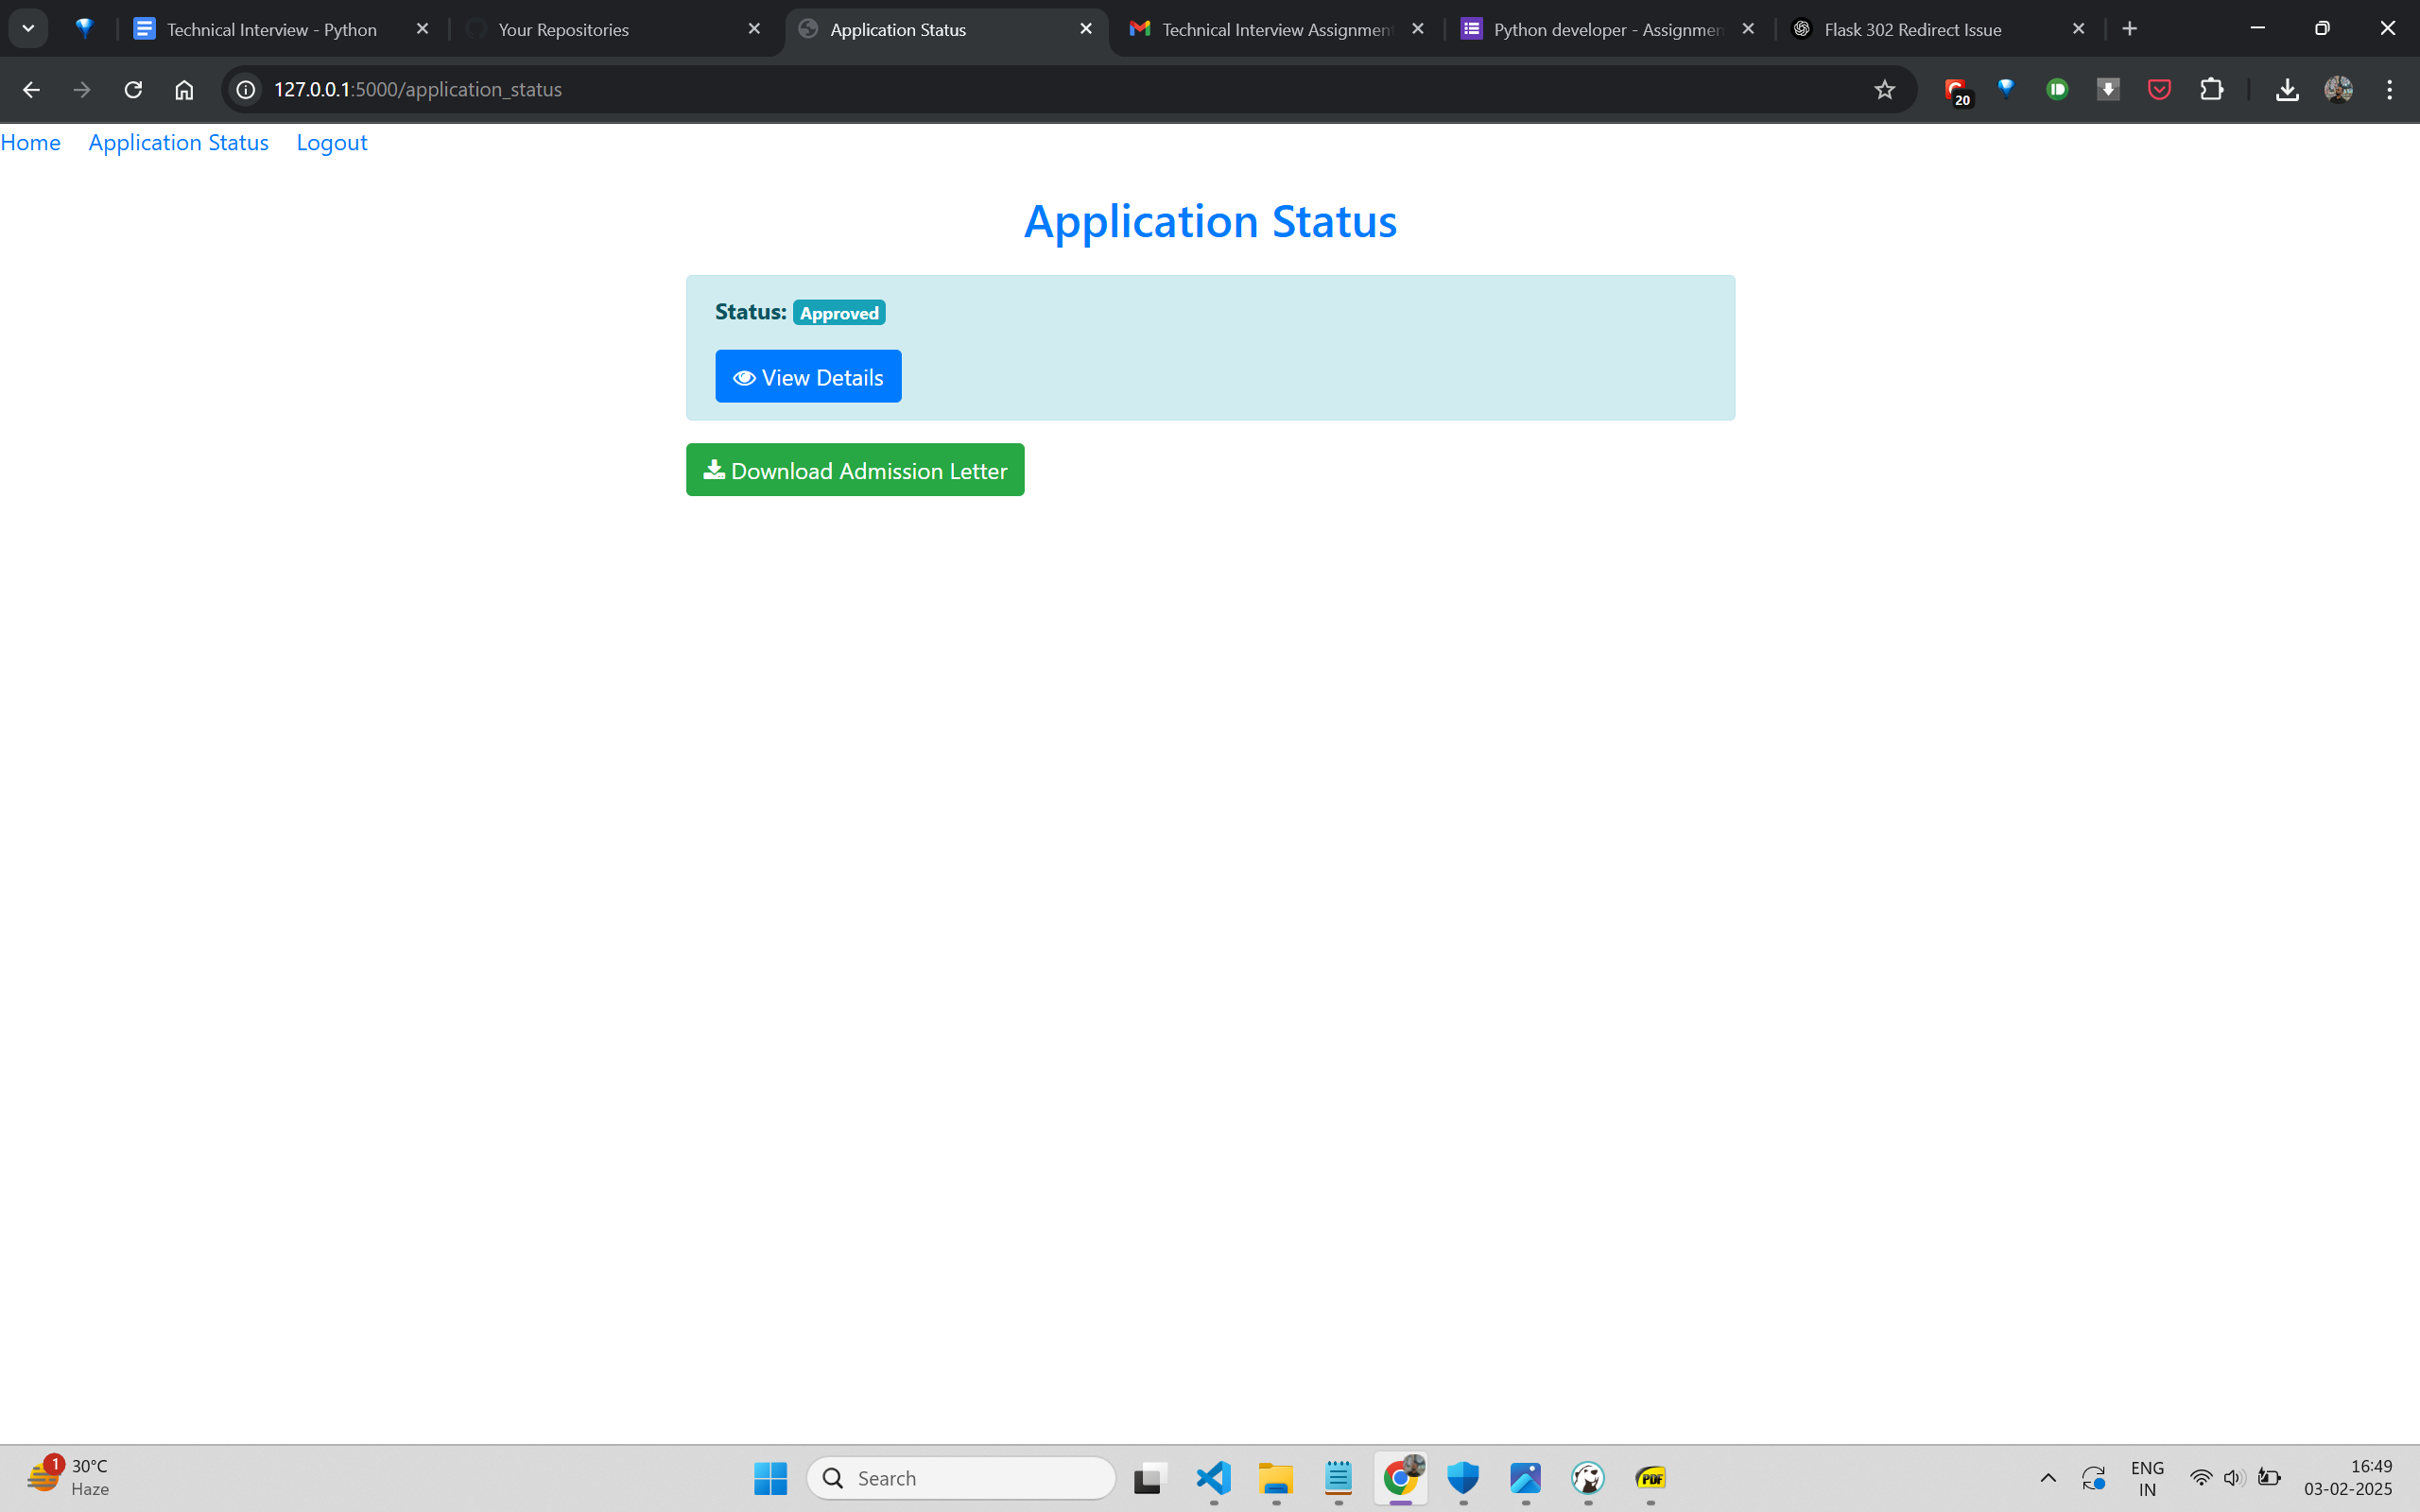 Technical Interview - Python
Your Repositories
Application Status
Technical Interview Assignment
Python developer - Assignmen
Flask 302 Redirect Issue
127.0.0.1:5000/application_status
20
Home Application Status Logout
Application Status
Status: Approved
View Details
Download Admission Letter
1
30°C
Haze
Search
PDF
ENG
IN
16:49
03-02-2025